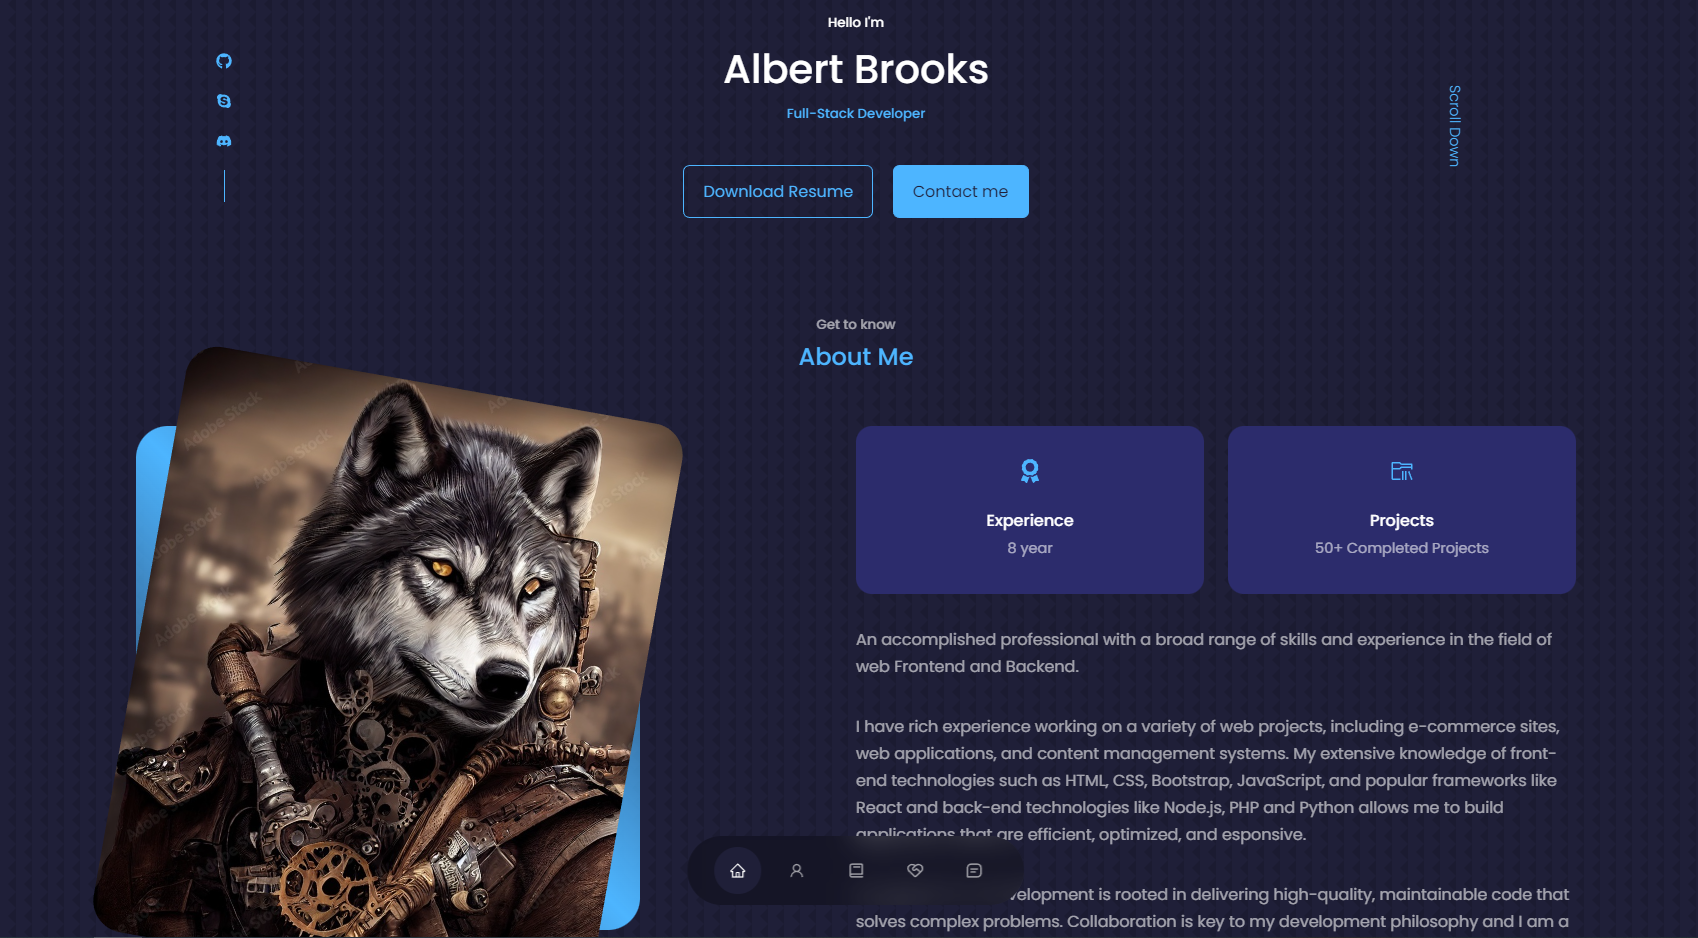 Hello I'm
Albert Brooks
Full-Stack Developer
Scroll Down
Download Resume
Contact me
Get to know
About Me
Adobe Stock
Adobe Stock
Adobe Stock
Experience
8 year
Projects
50+ Completed Projects
An accomplished professional with a broad range of skills and experience in the field of
web Frontend and Backend.
I have rich experience working on a variety of web projects, including e-commerce sites,
web applications, and content management systems. My extensive knowledge of front-
end technologies such as HTML, CSS, Bootstrap, JavaScript, and popular frameworks like
React and back-end technologies like Node.js, PHP and Python allows me to build
applications that are efficient, optimized, and esponsive.
is rooted in delivering high-quality, maintainable code that
solves complex problems. Collaboration is key to my development philosophy and I am a